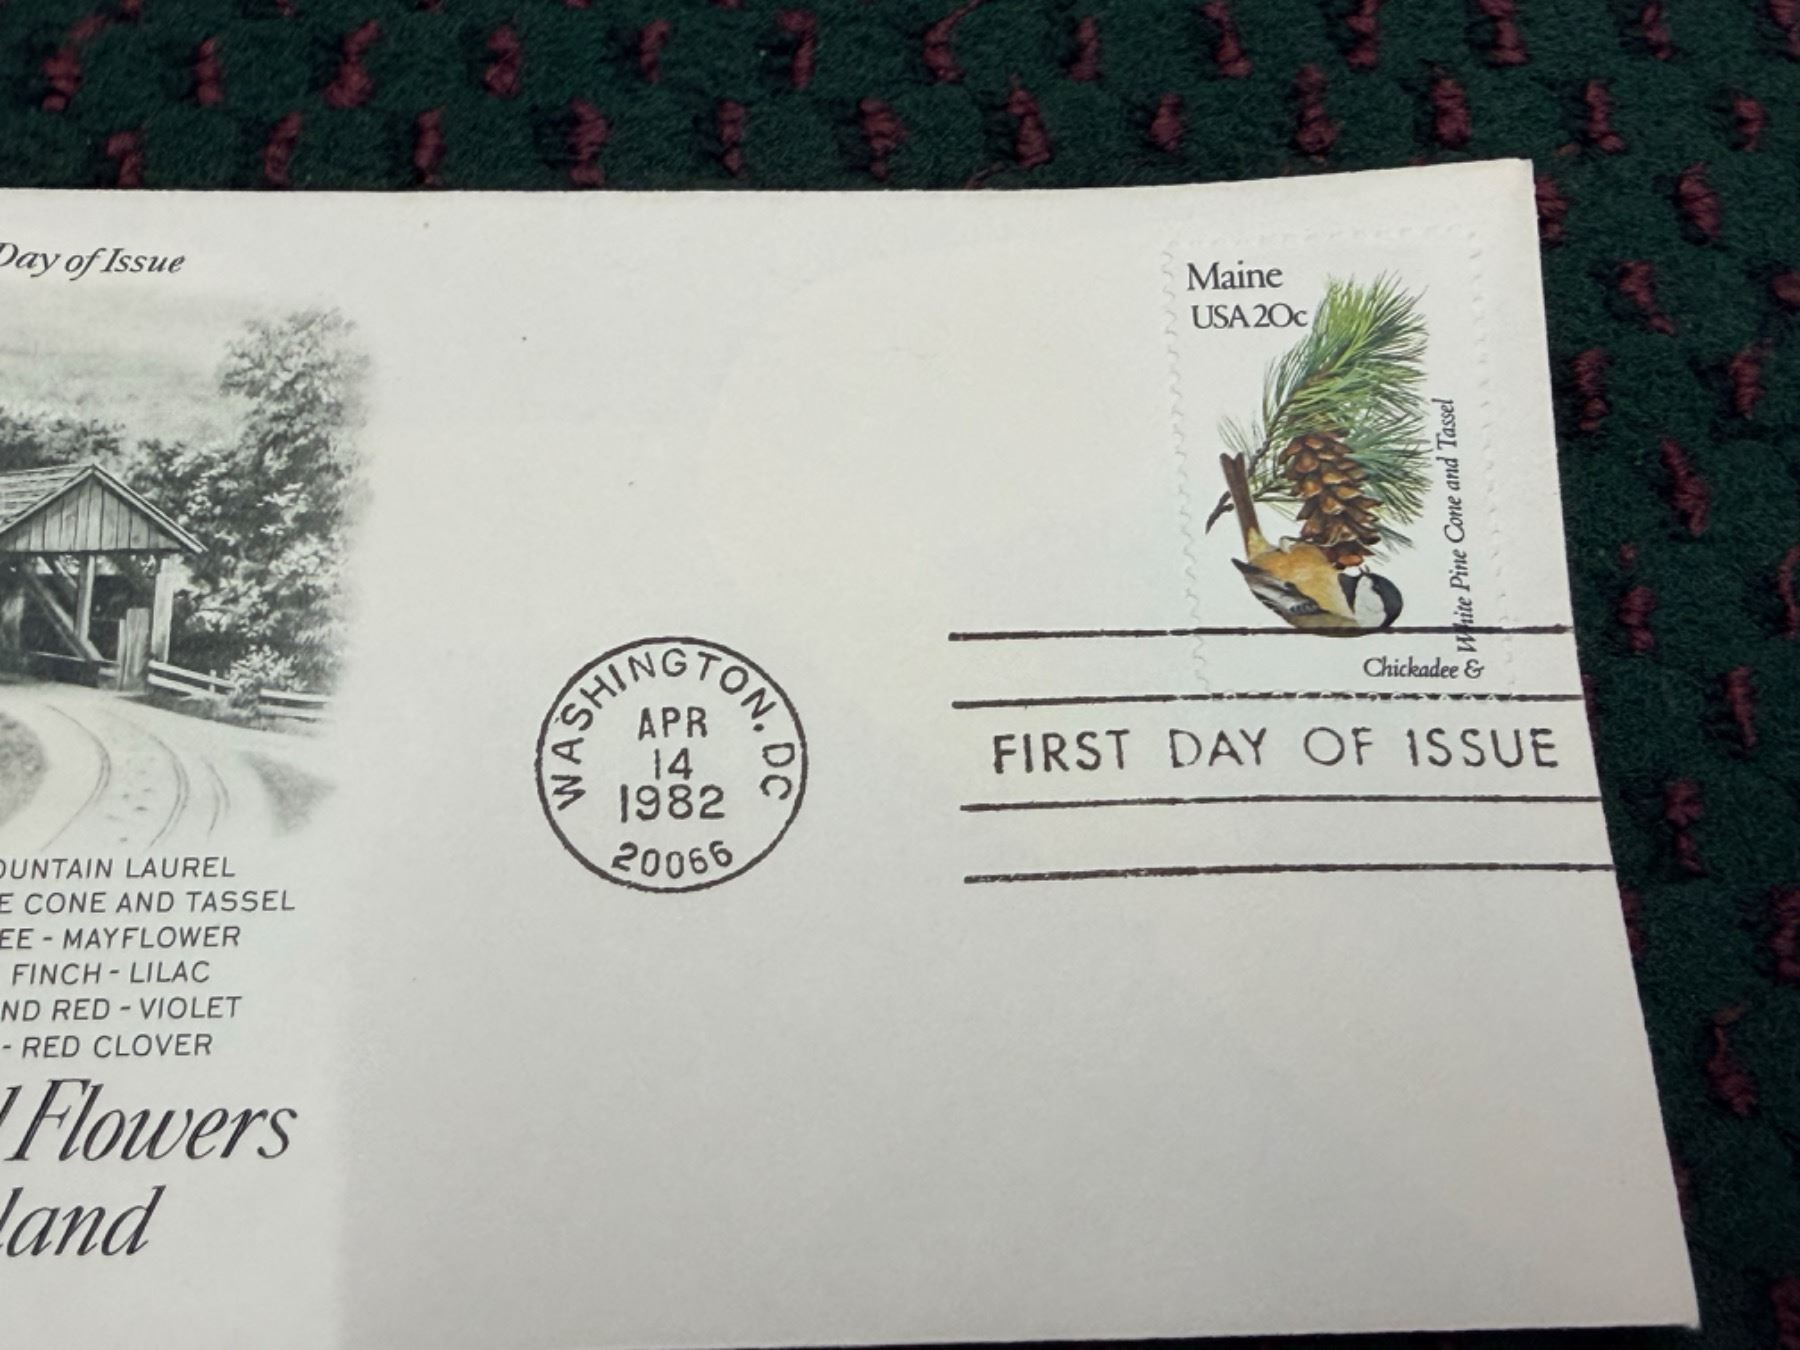 Day of Issue
Maine
USA 20c
White Pine Cone and Tassel
Chickadee &
WASHINGTON, DC
APR
14
1982
20066
FIRST DAY OF ISSUE
OUNTAIN LAUREL
E CONE AND TASSEL
EE - MAYFLOWER
FINCH - LILAC
ND RED - VIOLET
- RED CLOVER
Flowers
land